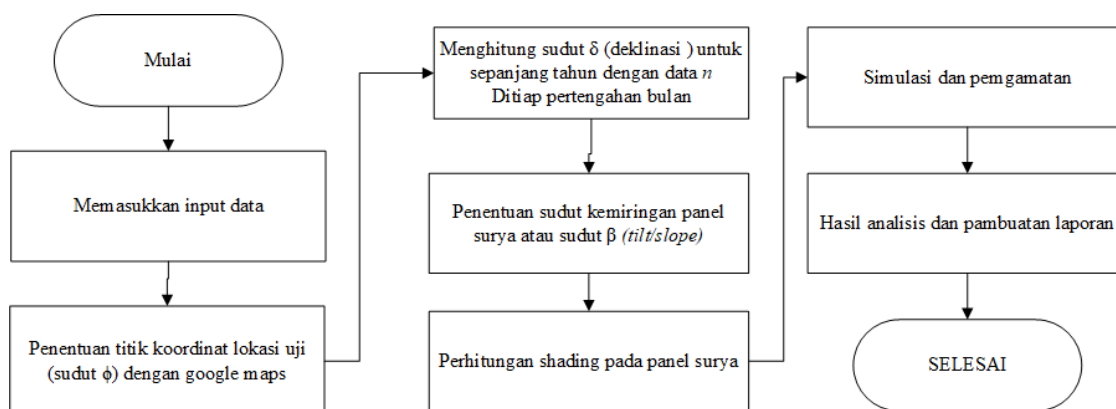 Mulai
Memasukkan input data
Penentuan titik koordinat lokasi uji
(sudut ϕ) dengan google maps
Menghitung sudut δ (deklinasi ) untuk
sepanjang tahun dengan data n
Ditiap pertengahan bulan
Penentuan sudut kemiringan panel
surya atau sudut β (tilt/slope)
Perhitungan shading pada panel surya
Simulasi dan pemgamatan
Hasil analisis dan pambuatan laporan
SELESAI